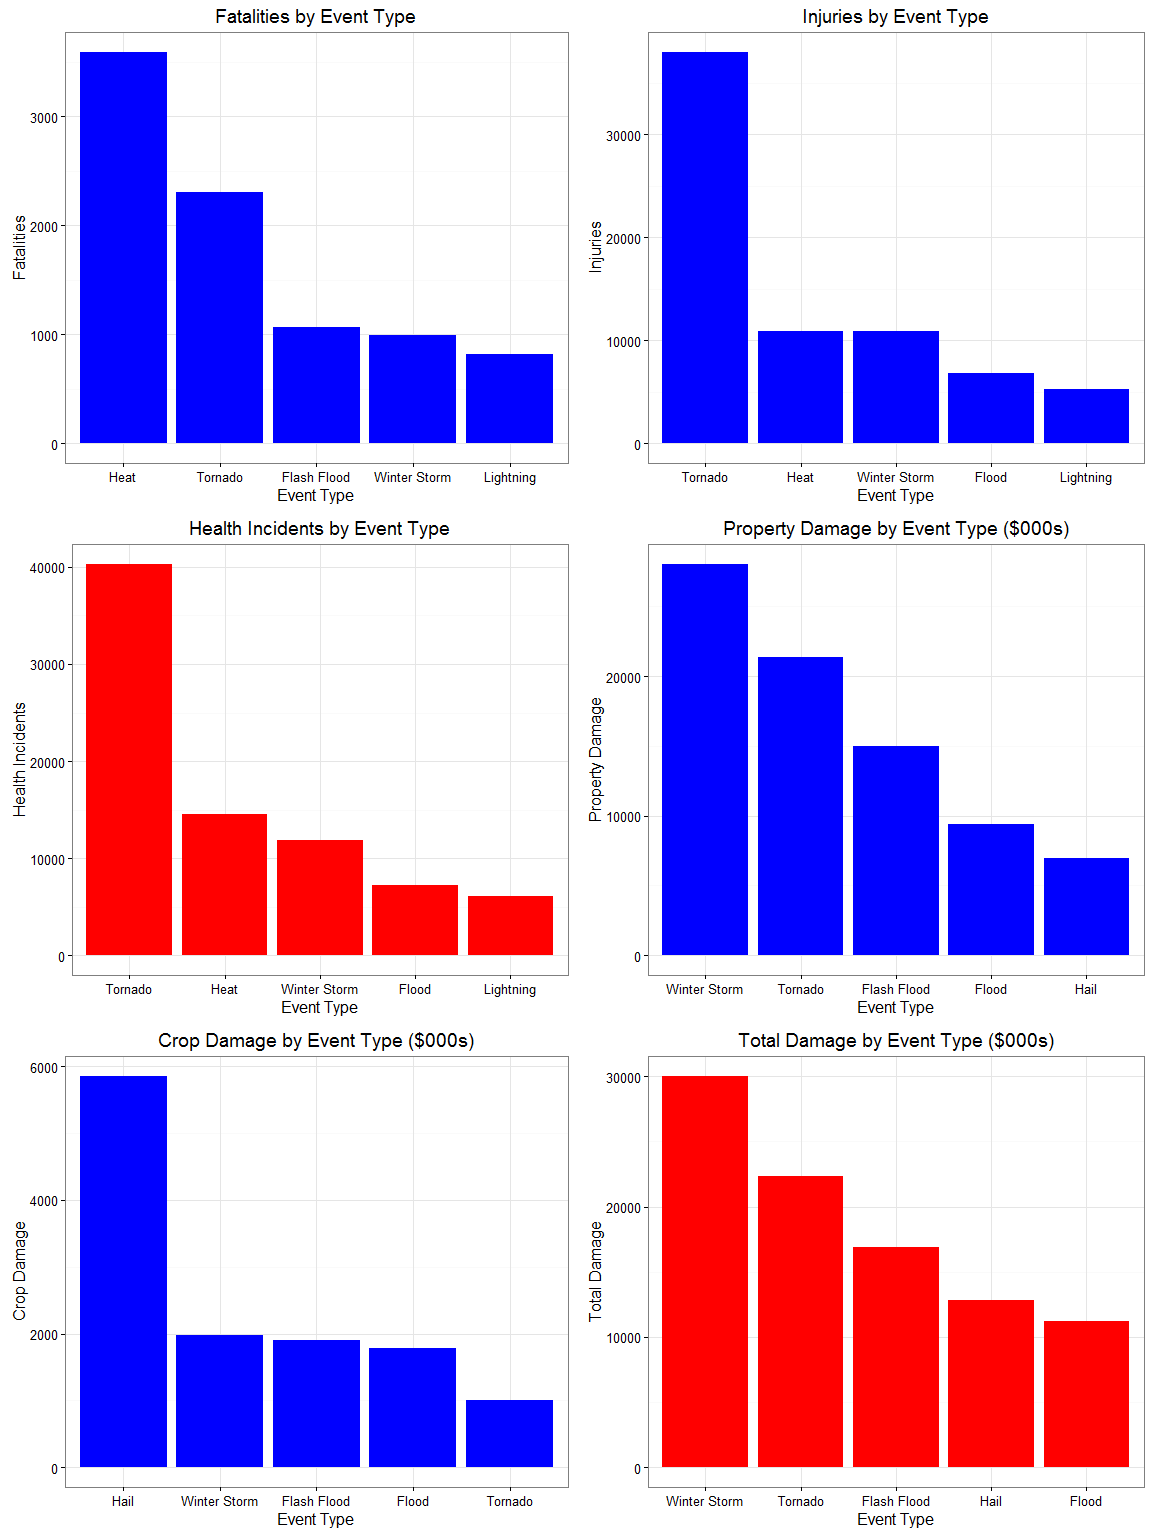 Fatalities by Event Type
Fatalities
3000
2000
1000
0
Heat Tornado Flash Flood Winter Storm Lightning
Event Type
Injuries by Event Type
Injuries
30000
20000
10000
0
Tornado Heat Winter Storm Flood Lightning
Event Type
Health Incidents by Event Type
Health Incidents
40000
30000
20000
10000
0
Tornado Heat Winter Storm Flood Lightning
Event Type
Property Damage by Event Type ($000s)
Property Damage
20000
10000
0
Winter Storm Tornado Flash Flood Flood Hail
Event Type
Crop Damage by Event Type ($000s)
Crop Damage
6000
4000
2000
0
Hail Winter Storm Flash Flood Flood Tornado
Event Type
Total Damage by Event Type ($000s)
Total Damage
30000
20000
10000
0
Winter Storm Tornado Flash Flood Hail Flood
Event Type